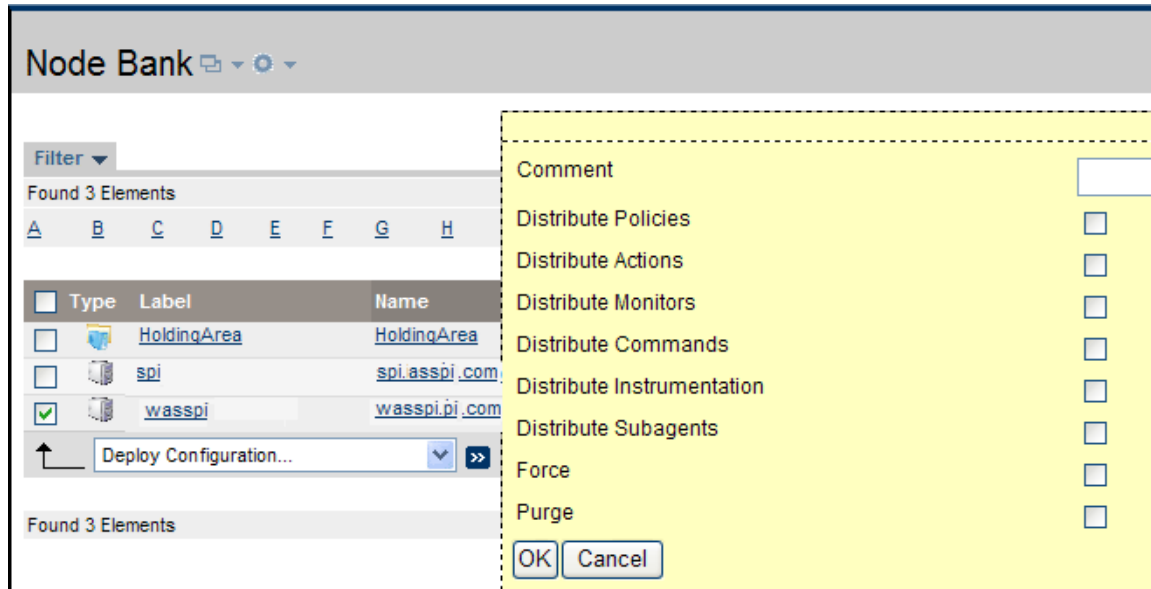 Node Bank
Filter
Found 3 Elements
A B C D E F G H
Type Label Name
HoldingArea HoldingArea
spi spi.asspi.com
wasspi wasspi.pi.com
Deploy Configuration...
Found 3 Elements
Comment
Distribute Policies
Distribute Actions
Distribute Monitors
Distribute Commands
Distribute Instrumentation
Distribute Subagents
Force
Purge
OK Cancel